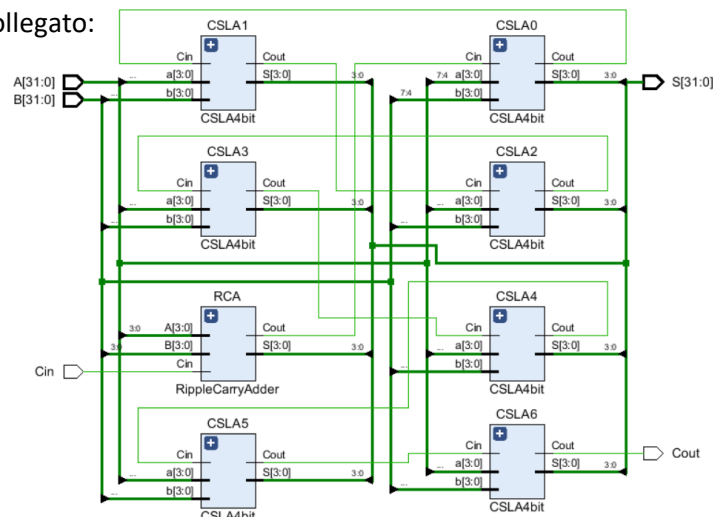 ollegato:
CSLA1
Cin Cout
... a[3:0] S[3:0] 3:0
b[3:0]
CSLA4bit
CSLA0
Cin Cout
7:4 a[3:0] S[3:0] 3:0
7:4 b[3:0]
CSLA4bit
A[31:0]
B[31:0]
S[31:0]
CSLA3
Cin Cout
... a[3:0] S[3:0] 3:0
... b[3:0]
CSLA4bit
CSLA2
Cin Cout
... a[3:0] S[3:0] 3:0
... b[3:0]
CSLA4bit
RCA
3:0 A[3:0] Cout
3:0 B[3:0] S[3:0] 3:0
Cin
Cin
RippleCarryAdder
CSLA4
Cin Cout
... a[3:0] S[3:0] 3:0
... b[3:0]
CSLA4bit
CSLA5
Cin Cout
... a[3:0] S[3:0] 3:0
... b[3:0]
CSLA4bit
CSLA6
Cin Cout
... a[3:0] S[3:0] 3:0
... b[3:0]
CSLA4bit
Cout